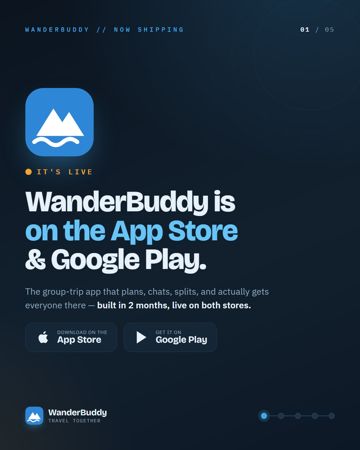 WANDERBUDDY // NOW SHIPPING
01 / 05
IT'S LIVE
WanderBuddy is
on the App Store
& Google Play.
The group-trip app that plans, chats, splits, and actually gets
everyone there — built in 2 months, live on both stores.
DOWNLOAD ON THE
App Store
GET IT ON
Google Play
WanderBuddy
TRAVEL TOGETHER